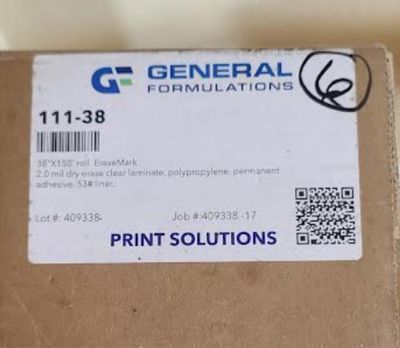 GF GENERAL
FORMULATIONS
6
111-38
38"X150' roll EraseMark
2.0 mil dry erase clear laminate, polypropylene, permanent
adhesive, 53# liner.
Lot #: 409338-
Job #:409338 -17
PRINT SOLUTIONS